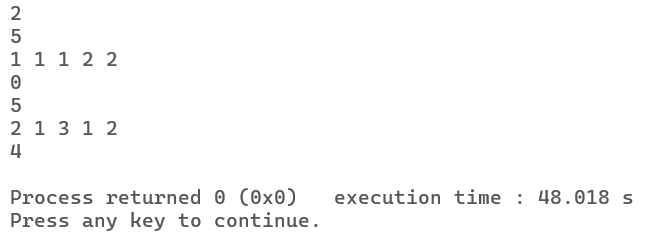 2
5
1 1 1 2 2
0
5
2 1 3 1 2
4
Process returned 0 (0x0)   execution time : 48.018 s
Press any key to continue.